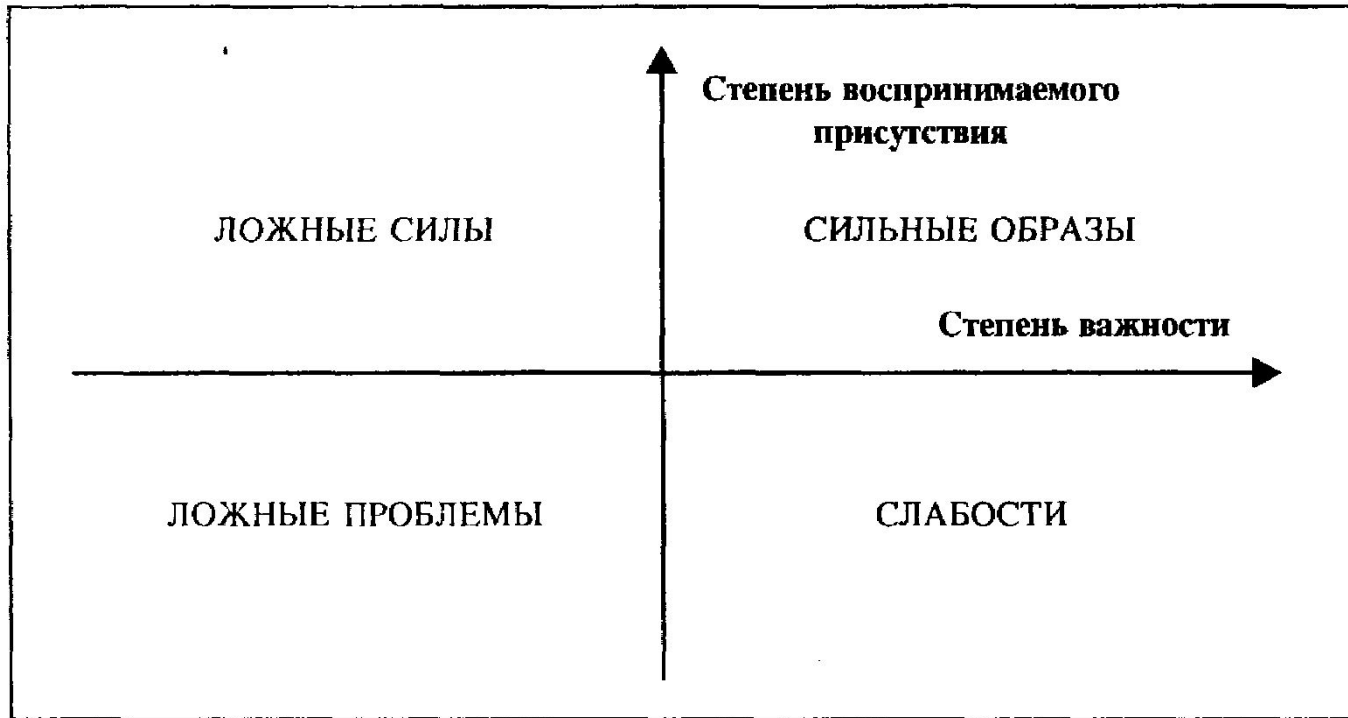 Степень воспринимаемого
присутствия
ЛОЖНЫЕ СИЛЫ
СИЛЬНЫЕ ОБРАЗЫ
Степень важности
ЛОЖНЫЕ ПРОБЛЕМЫ
СЛАБОСТИ